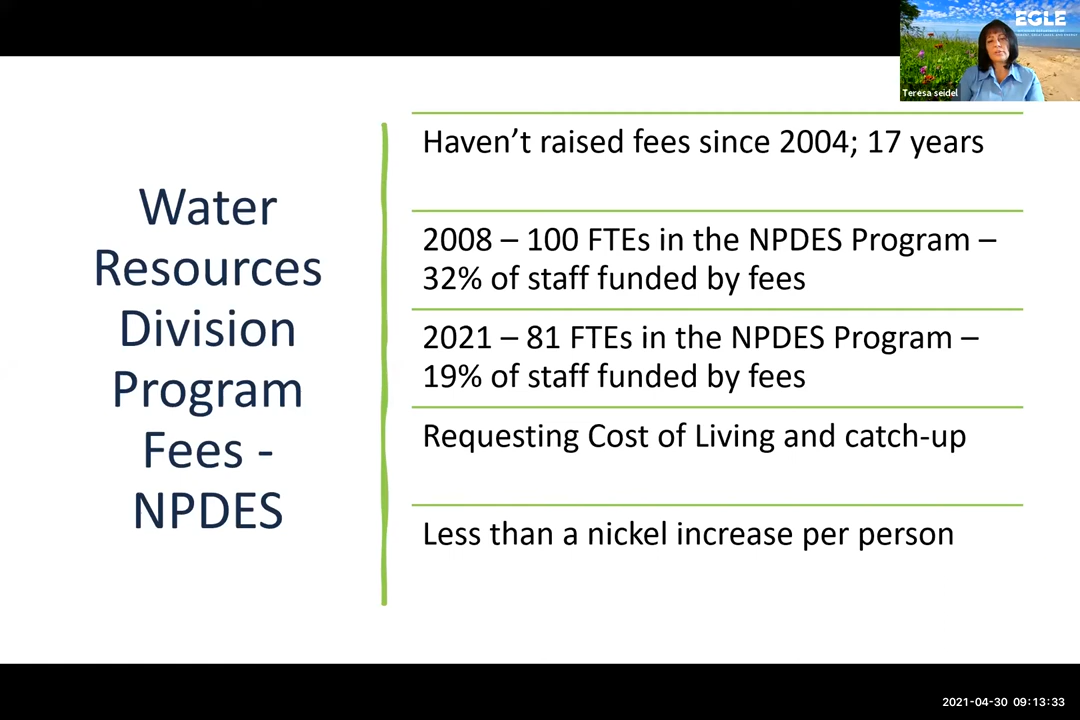 EGLE
Teresa seidel
Water
Resources
Division
Program
Fees -
NPDES
Haven’t raised fees since 2004; 17 years
2008 – 100 FTEs in the NPDES Program –
32% of staff funded by fees
2021 – 81 FTEs in the NPDES Program –
19% of staff funded by fees
Requesting Cost of Living and catch-up
Less than a nickel increase per person
2021-04-30 09:13:33